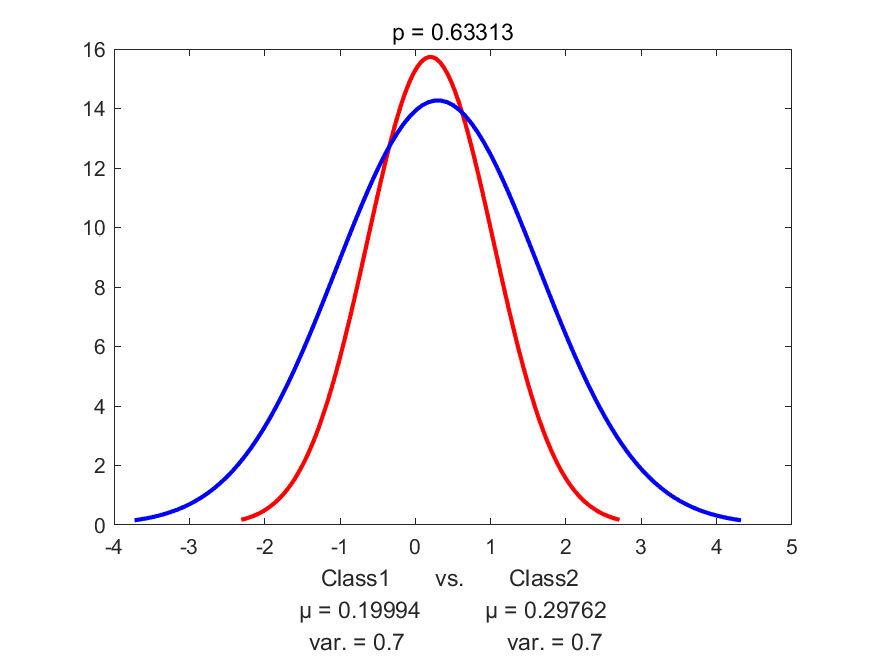 p = 0.63313
16
14
12
10
8
6
4
2
0
-4 -3 -2 -1 0 1 2 3 4 5
Class1 vs. Class2
μ = 0.19994 μ = 0.29762
var. = 0.7 var. = 0.7